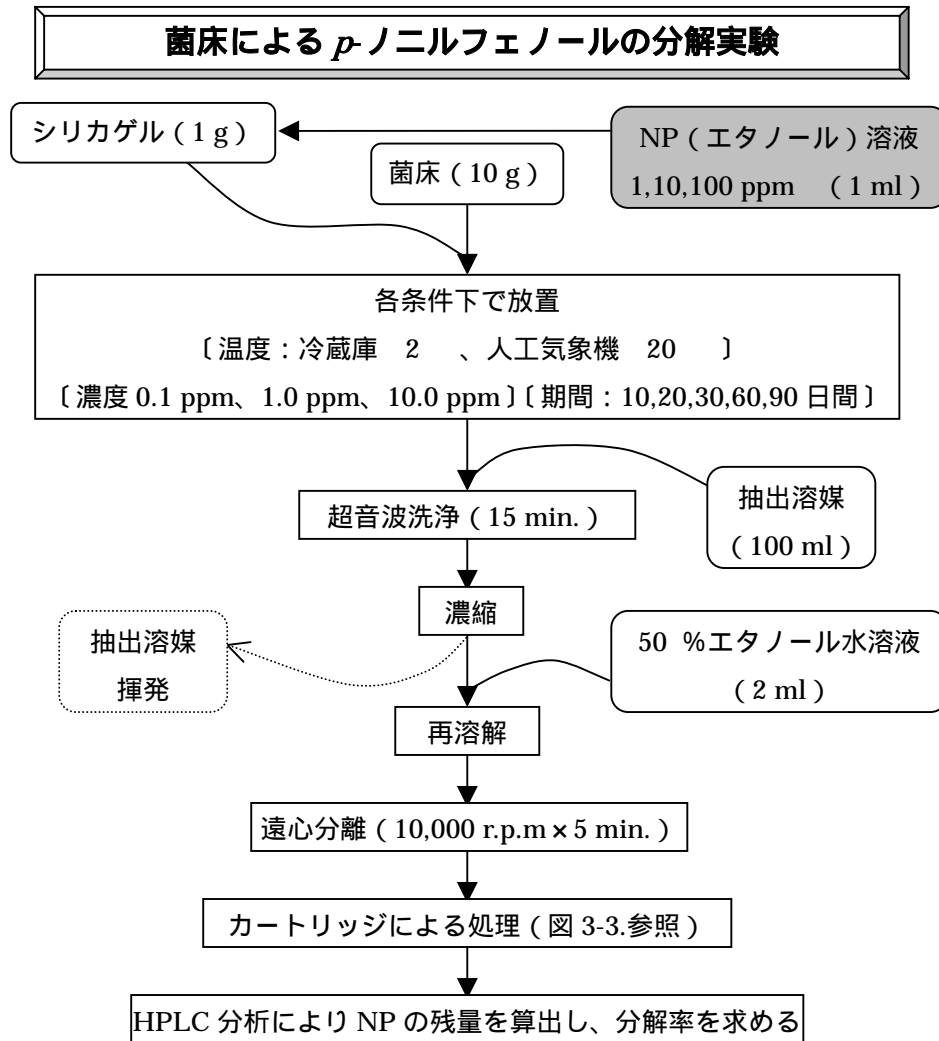 菌床による p-ノニルフェノールの分解実験
シリカゲル（1 g）
NP（エタノール）溶液
1,10,100 ppm （1 ml）
菌床（10 g）
各条件下で放置
〔温度：冷蔵庫 2 、人工気象機 20 〕
〔濃度 0.1 ppm、1.0 ppm、10.0 ppm〕〔期間：10,20,30,60,90 日間〕
抽出溶媒
（100 ml）
超音波洗浄（15 min.）
濃縮
抽出溶媒
揮発
50 %エタノール水溶液
（2 ml）
再溶解
遠心分離（10,000 r.p.m × 5 min.）
カートリッジによる処理（図 3-3.参照）
HPLC 分析により NP の残量を算出し、分解率を求める